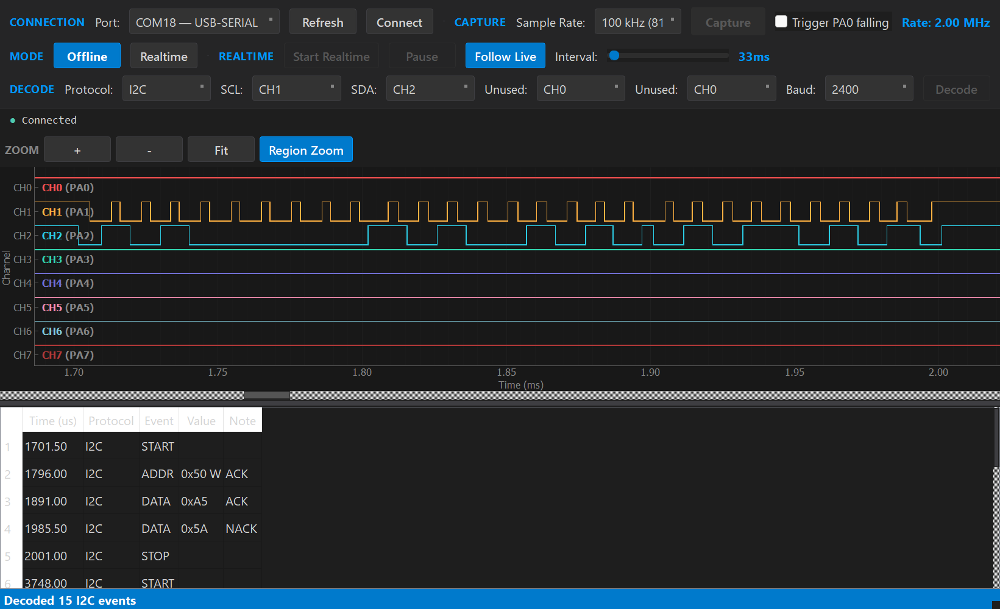 CONNECTION Port: COM18 — USB-SERIAL Refresh Connect CAPTURE Sample Rate: 100 kHz (81 Capture Trigger PA0 falling Rate: 2.00 MHz
MODE Offline Realtime REALTIME Start Realtime Pause Follow Live Interval: 33ms
DECODE Protocol: I2C SCL: CH1 SDA: CH2 Unused: CH0 Unused: CH0 Baud: 2400 Decode
Connected
ZOOM + - Fit Region Zoom
CH0 CH0 (PA0)
CH1 CH1 (PA1)
CH2 CH2 (PA2)
CH3 CH3 (PA3)
CH4 CH4 (PA4)
CH5 CH5 (PA5)
CH6 CH6 (PA6)
CH7 CH7 (PA7)
Channel
1.70 1.75 1.80 1.85 1.90 1.95 2.00
Time (ms)
Time (us) Protocol Event Value Note
1 1701.50 I2C START
2 1796.00 I2C ADDR 0x50 W ACK
3 1891.00 I2C DATA 0xA5 ACK
4 1985.50 I2C DATA 0x5A NACK
5 2001.00 I2C STOP
6 3748.00 I2C START
Decoded 15 I2C events